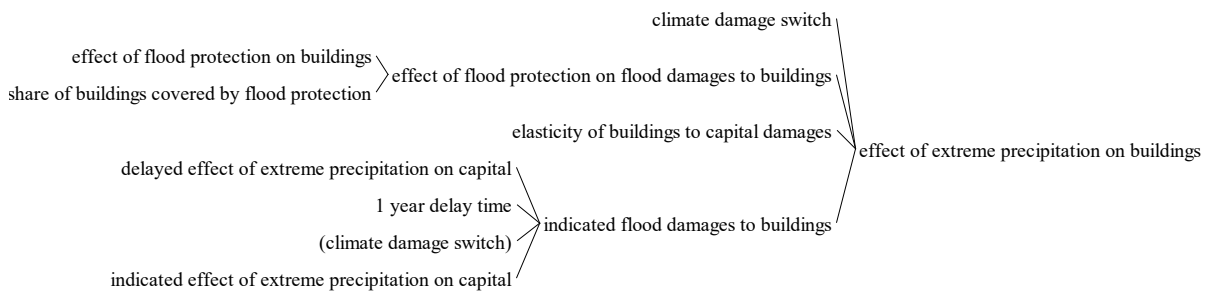 climate damage switch
effect of flood protection on buildings
effect of flood protection on flood damages to buildings
share of buildings covered by flood protection
elasticity of buildings to capital damages
effect of extreme precipitation on buildings
delayed effect of extreme precipitation on capital
1 year delay time
indicated flood damages to buildings
(climate damage switch)
indicated effect of extreme precipitation on capital